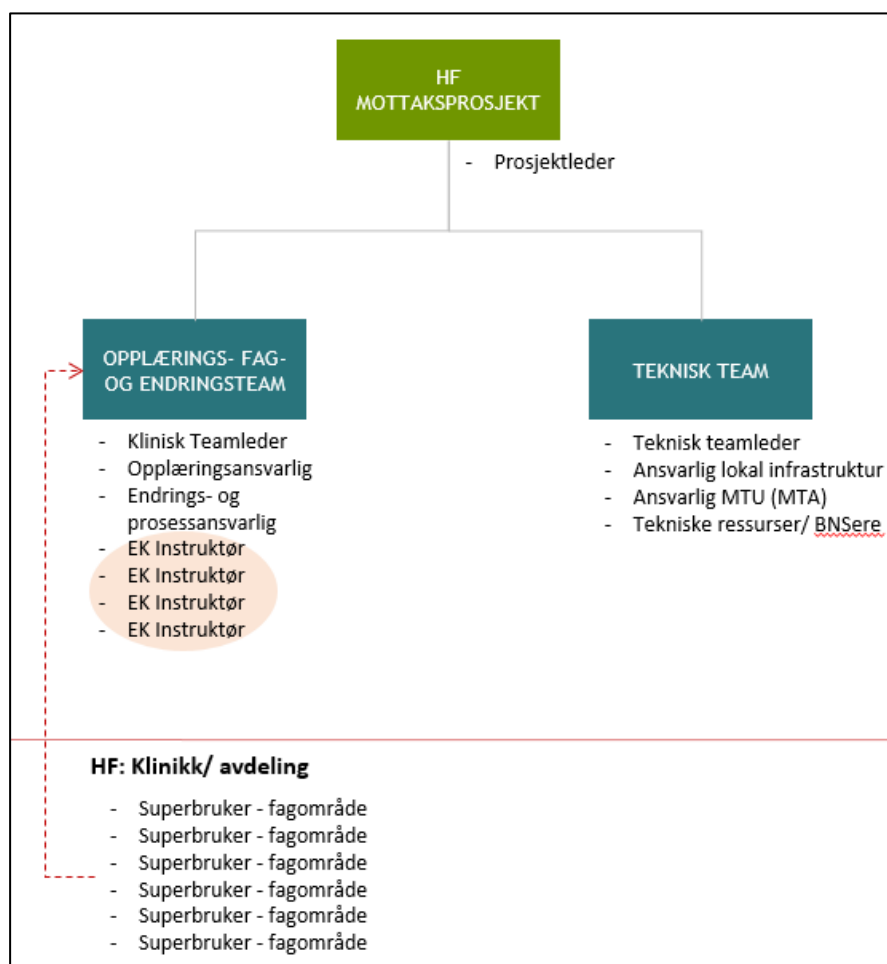 HF
MOTTAKSPROSJEKT
- Prosjektleder
OPPLÆRINGS- FAG-
OG ENDRINGSTEAM
- Klinisk Teamleder
- Opplæringsansvarlig
- Endrings- og
prosessansvarlig
- EK Instruktør
- EK Instruktør
- EK Instruktør
- EK Instruktør
TEKNISK TEAM
- Teknisk teamleder
- Ansvarlig lokal infrastruktur
- Ansvarlig MTU (MTA)
- Tekniske ressurser/ BNSere
HF: Klinikk/ avdeling
- Superbruker - fagområde
- Superbruker - fagområde
- Superbruker - fagområde
- Superbruker - fagområde
- Superbruker - fagområde
- Superbruker - fagområde